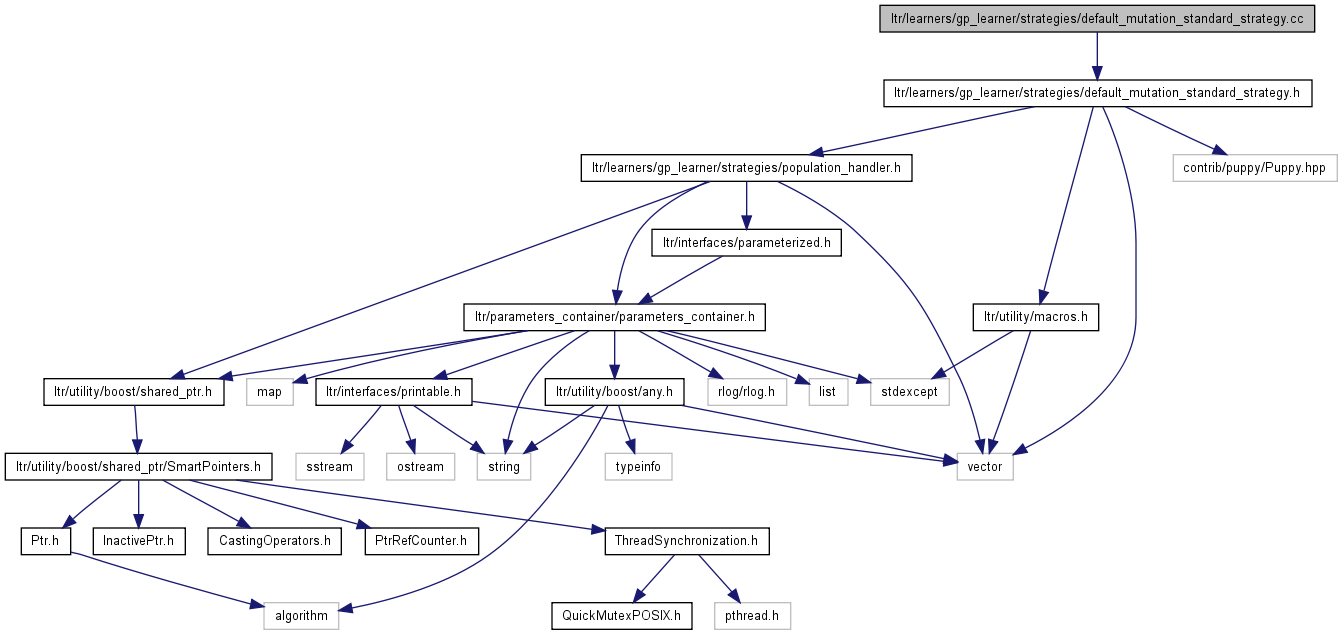 ltr/learners/gp_learner/strategies/default_mutation_standard_strategy.cc
ltr/learners/gp_learner/strategies/default_mutation_standard_strategy.h
ltr/learners/gp_learner/strategies/population_handler.h
contrib/puppy/Puppy.hpp
ltr/interfaces/parameterized.h
ltr/parameters_container/parameters_container.h
ltr/utility/macros.h
ltr/utility/boost/shared_ptr.h
map
ltr/interfaces/printable.h
ltr/utility/boost/any.h
rlog/rlog.h
list
stdexcept
ltr/utility/boost/shared_ptr/SmartPointers.h
sstream
ostream
string
typeinfo
vector
Ptr.h
InactivePtr.h
CastingOperators.h
PtrRefCounter.h
ThreadSynchronization.h
algorithm
QuickMutexPOSIX.h
pthread.h